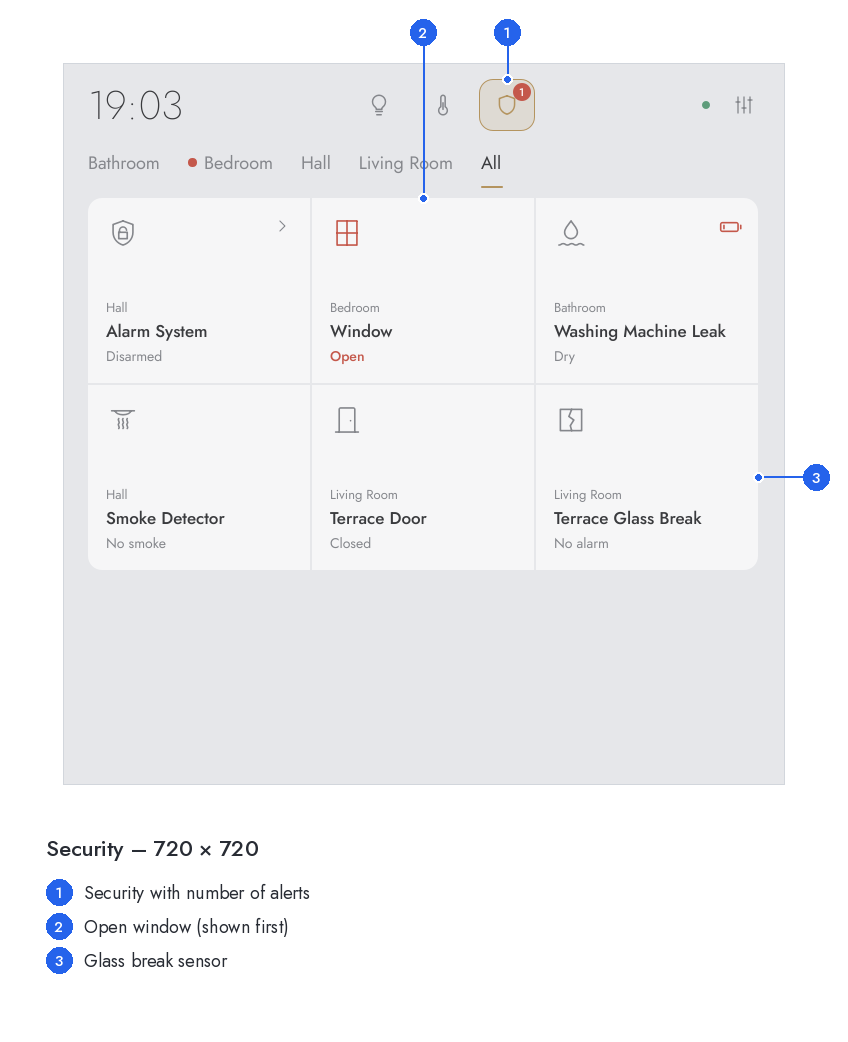 2
1
19:03
1
Bathroom Bedroom Hall Living Room All
Hall
Alarm System
Disarmed
Bedroom
Window
Open
Bathroom
Washing Machine Leak
Dry
3
Hall
Smoke Detector
No smoke
Living Room
Terrace Door
Closed
Living Room
Terrace Glass Break
No alarm
Security – 720 × 720
1 Security with number of alerts
2 Open window (shown first)
3 Glass break sensor